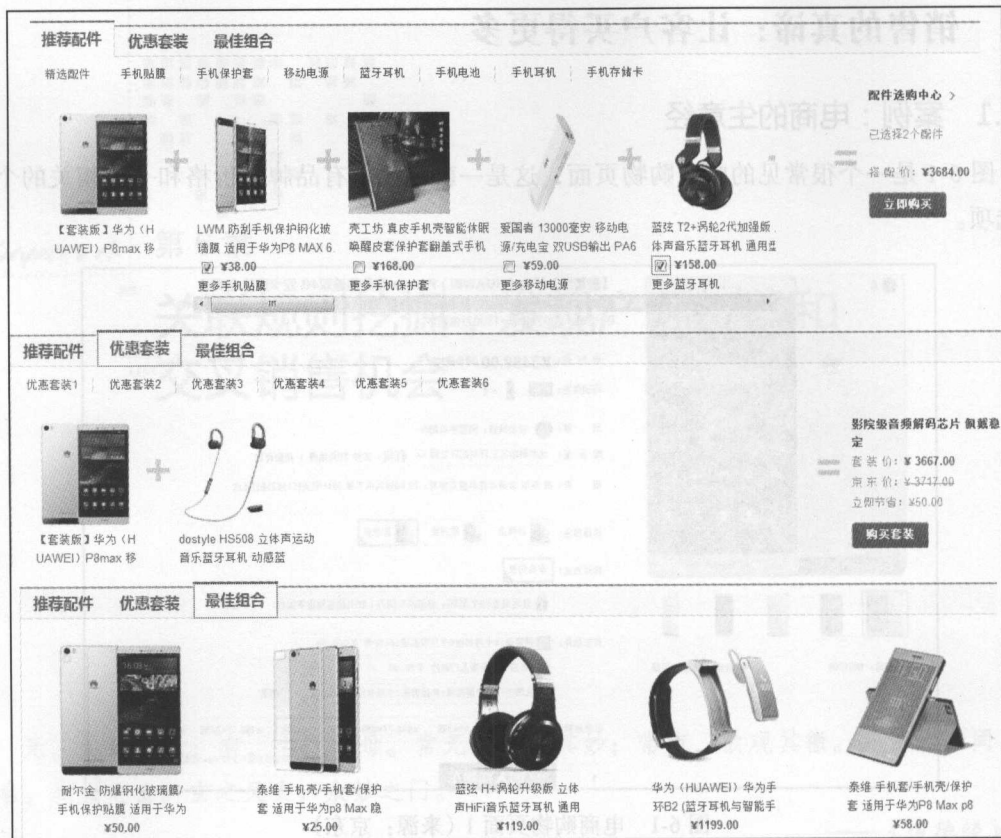 推荐配件 优惠套装 最佳组合
精选配件 手机贴膜 手机保护套 移动电源 蓝牙耳机 手机电池 手机耳机 手机存储卡
配件选购中心 >
已选择2个配件
搭配价: ¥3684.00
立即购买
【套装版】华为（H
UAWEI）P8max 移
LWM 防刮手机保护钢化玻
璃膜 适用于华为P8 MAX 6.
¥38.00
更多手机贴膜
壳工坊 真皮手机壳智能休眠
唤醒皮套保护套翻盖式手机
¥168.00
更多手机保护套
爱国者 13000毫安 移动电
源/充电宝 双USB输出 PA6
¥59.00
更多移动电源
蓝弦 T2+涡轮2代加强版
体声音乐蓝牙耳机 通用
¥158.00
更多蓝牙耳机
推荐配件 优惠套装 最佳组合
优惠套装1 优惠套装2 优惠套装3 优惠套装4 优惠套装5 优惠套装6
【套装版】华为（H
UAWEI）P8max 移
dostyle HS508 立体声运动
音乐蓝牙耳机 动感蓝
影院级音频解码芯片 佩戴稳
定
套装价: ¥ 3667.00
京东价: ¥ 3717.00
立即节省: ¥50.00
购买套装
推荐配件 优惠套装 最佳组合
耐尔金 防爆钢化玻璃膜/
手机保护贴膜 适用于华为
¥50.00
泰维 手机壳/手机套/保护
套 适用于华为p8 Max 隐
¥25.00
蓝弦 H+涡轮升级版 立体
声HiFi音乐蓝牙耳机 通用
¥119.00
华为（HUAWEI）华为手
环B2 (蓝牙耳机与智能手
¥1199.00
泰维 手机套/手机壳/保护
套 适用于华为P8 Max p8
¥58.00